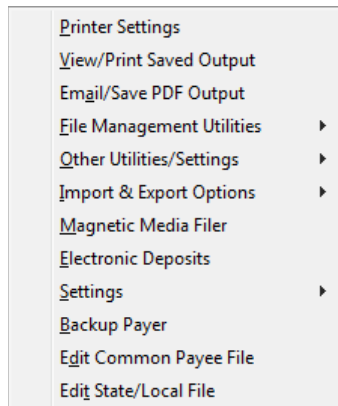 Printer Settings
View/Print Saved Output
Email/Save PDF Output
File Management Utilities
Other Utilities/Settings
Import & Export Options
Magnetic Media Filer
Electronic Deposits
Settings
Backup Payer
Edit Common Payee File
Edit State/Local File